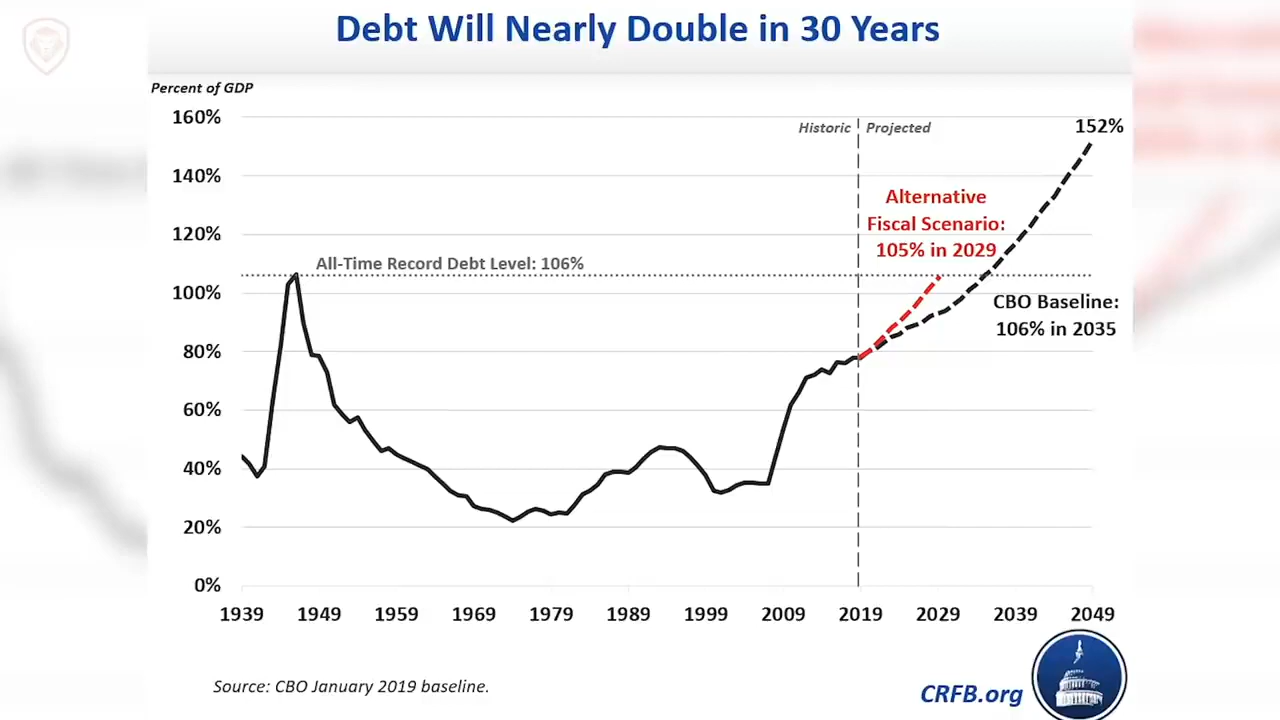 Debt Will Nearly Double in 30 Years
Percent of GDP
160%
140%
120%
100%
80%
60%
40%
20%
0%
Historic
Projected
152%
Alternative
Fiscal Scenario:
105% in 2029
All-Time Record Debt Level: 106%
CBO Baseline:
106% in 2035
1939 1949 1959 1969 1979 1989 1999 2009 2019 2029 2039 2049
Source: CBO January 2019 baseline.
CRFB.org